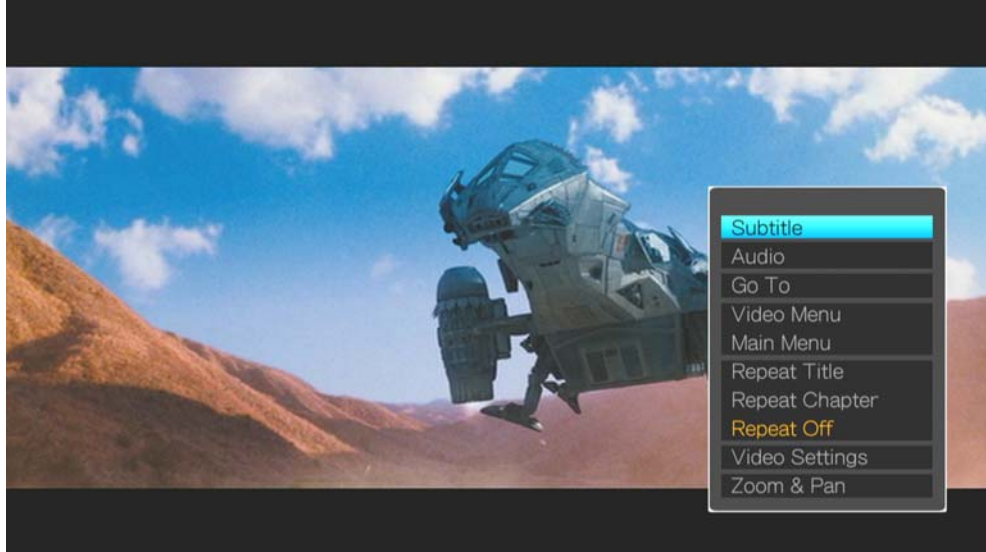 Subtitle
Audio
Go To
Video Menu
Main Menu
Repeat Title
Repeat Chapter
Repeat Off
Video Settings
Zoom & Pan